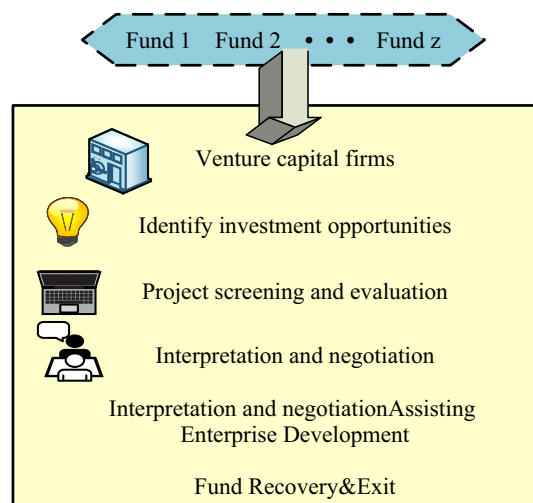 Fund 1 Fund 2 • • • Fund z
Venture capital firms
Identify investment opportunities
Project screening and evaluation
Interpretation and negotiation
Interpretation and negotiationAssisting
Enterprise Development
Fund Recovery&Exit